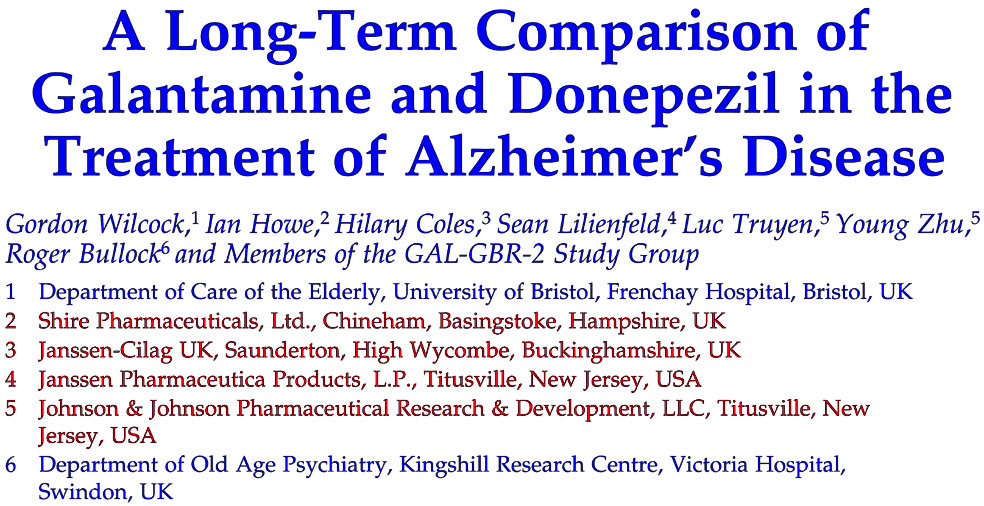 A Long-Term Comparison of
Galantamine and Donepezil in the
Treatment of Alzheimer’s Disease
Gordon Wilcock,1 Ian Howe,2 Hilary Coles,3 Sean Lilienfeld,4 Luc Truyen,5 Young Zhu,5
Roger Bullock6 and Members of the GAL-GBR-2 Study Group
1 Department of Care of the Elderly, University of Bristol, Frenchay Hospital, Bristol, UK
2 Shire Pharmaceuticals, Ltd., Chineham, Basingstoke, Hampshire, UK
3 Janssen-Cilag UK, Saunderton, High Wycombe, Buckinghamshire, UK
4 Janssen Pharmaceutica Products, L.P., Titusville, New Jersey, USA
5 Johnson & Johnson Pharmaceutical Research & Development, LLC, Titusville, New
Jersey, USA
6 Department of Old Age Psychiatry, Kingshill Research Centre, Victoria Hospital,
Swindon, UK